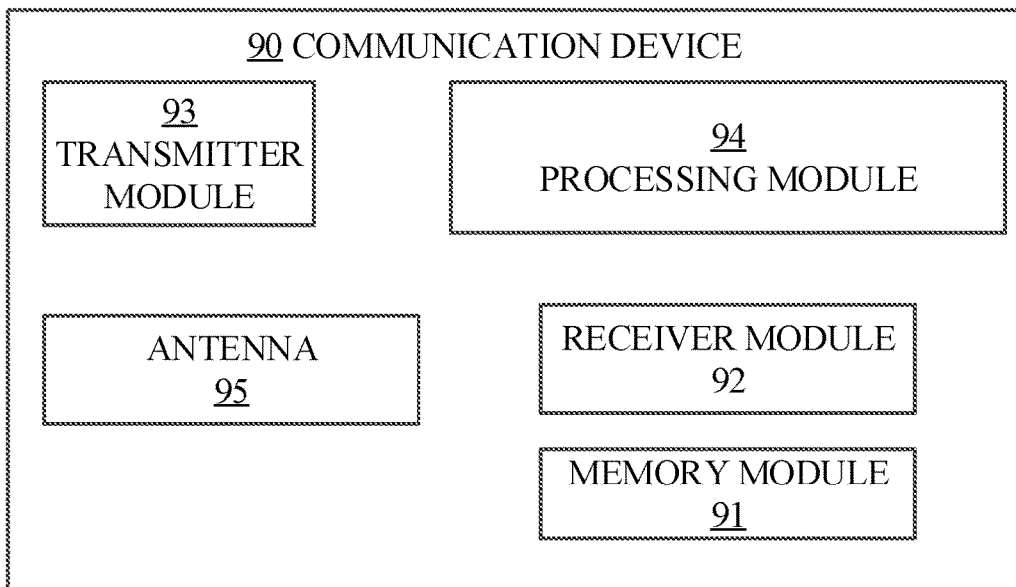 90 COMMUNICATION DEVICE
93
TRANSMITTER
MODULE
94
PROCESSING MODULE
ANTENNA
95
RECEIVER MODULE
92
MEMORY MODULE
91